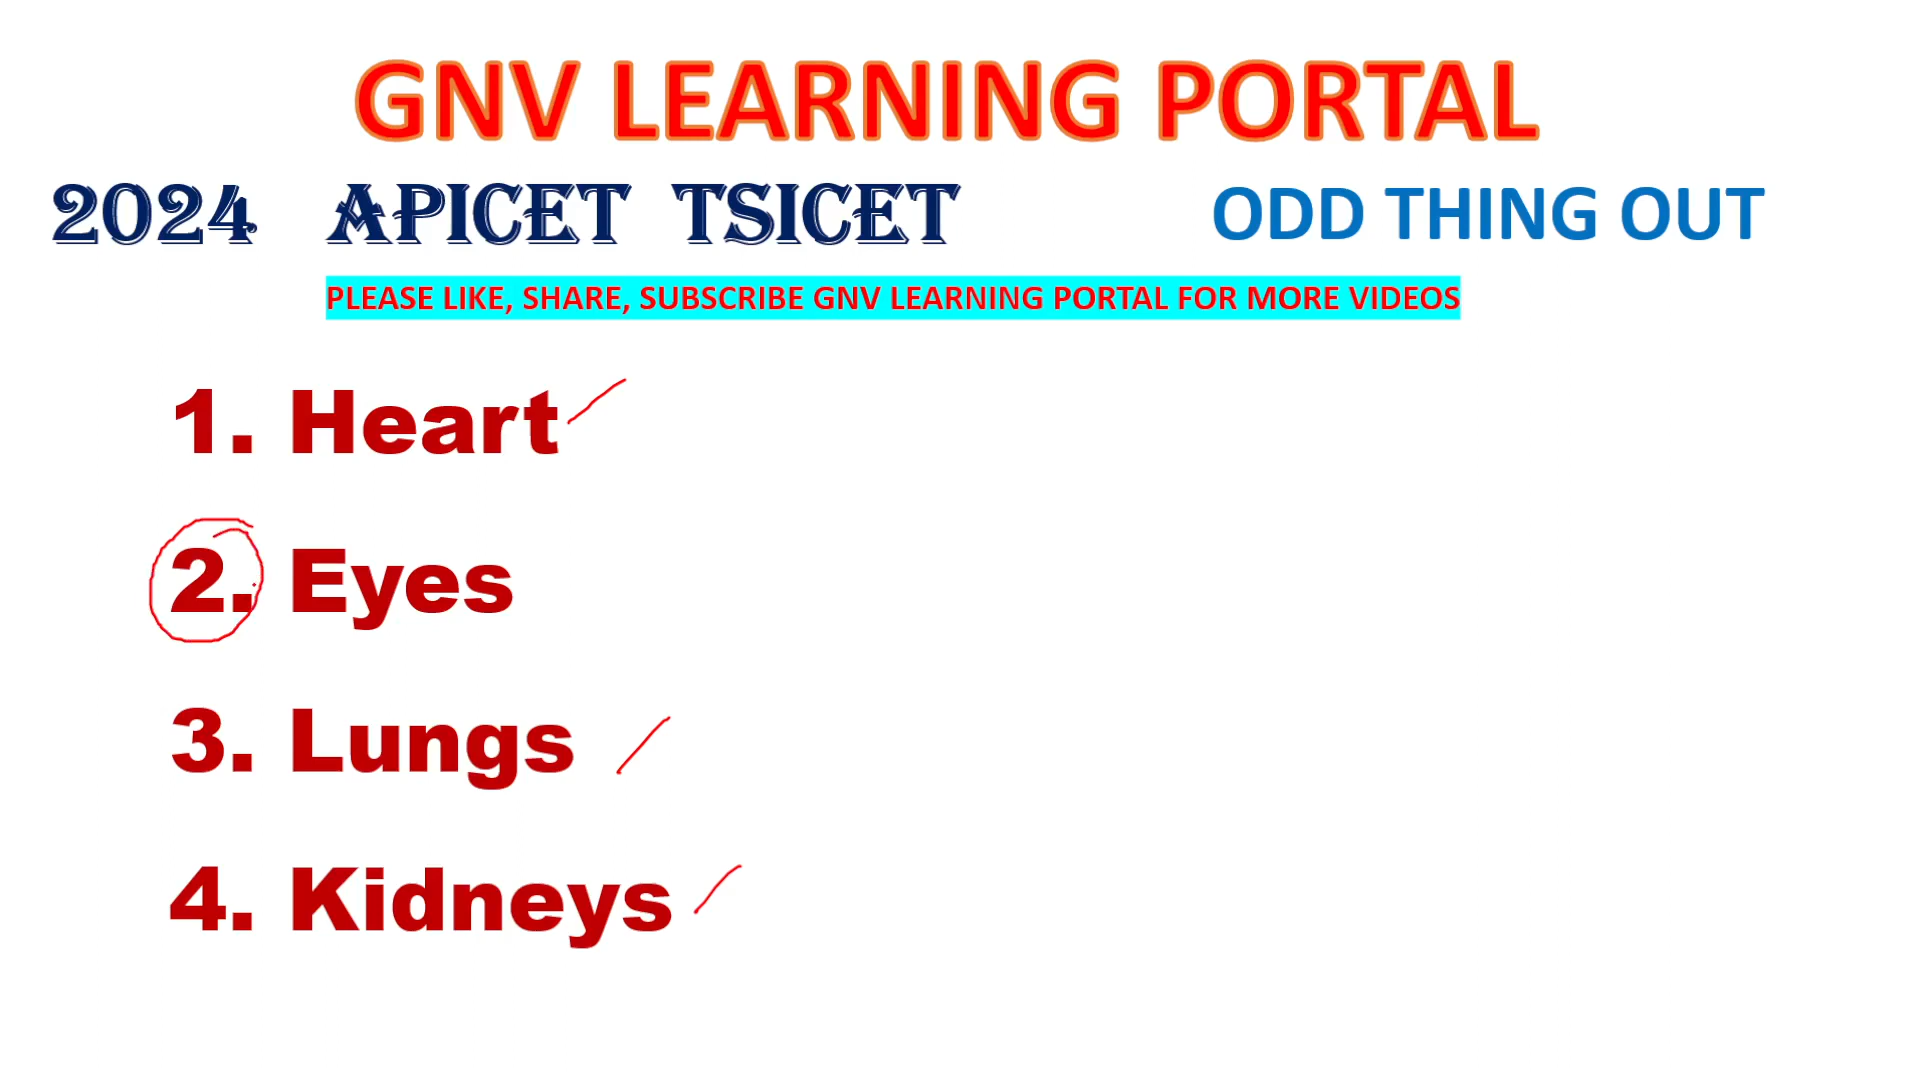 GNV LEARNING PORTAL
2024 APICET TSICET ODD THING OUT
PLEASE LIKE, SHARE, SUBSCRIBE GNV LEARNING PORTAL FOR MORE VIDEOS
1. Heart
2. Eyes
3. Lungs
4. Kidneys